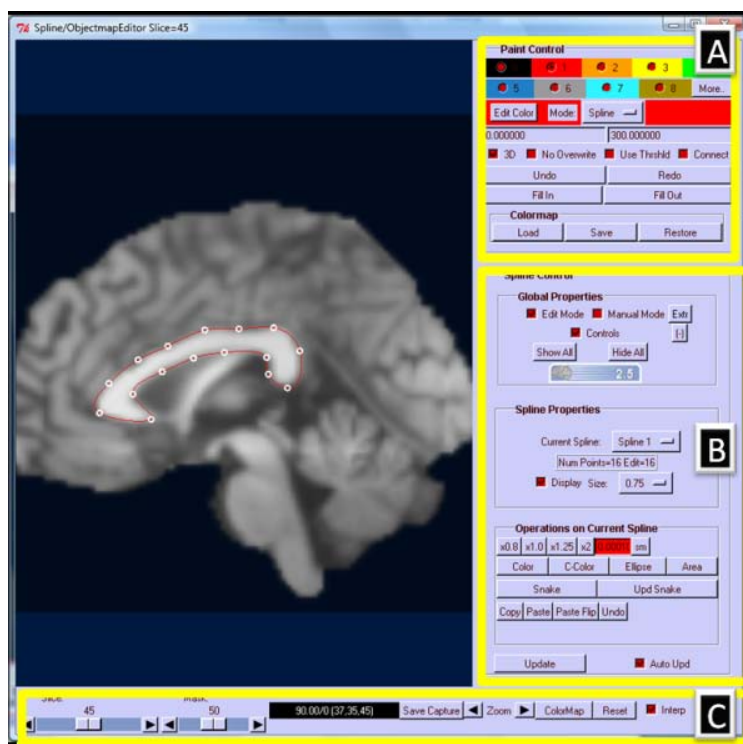 Spline/ObjectmapEditor Slice=45
A
Paint Control
1 2 3
5 6 7 8 More..
Edit Color Mode: Spline
0.000000 300.000000
3D No Overwrite Use Thrshld Connect
Undo Redo
Fill In Fill Out
Colormap
Load Save Restore
Spline Control
Global Properties
Edit Mode Manual Mode Extr
Controls [-]
Show All Hide All
2.5
B
Spline Properties
Current Spline: Spline 1
Num Points=16 Edit=16
Display Size: 0.75
Operations on Current Spline
x0.8 x1.0 x1.25 x2 sm
Color C-Color Ellipse Area
Snake Upd Snake
Copy Paste Paste Flip Undo
Update Auto Upd
Slice: Mask:
45 50 90.00/0 (37,35,45) Save Capture Zoom ColorMap Reset Interp
C